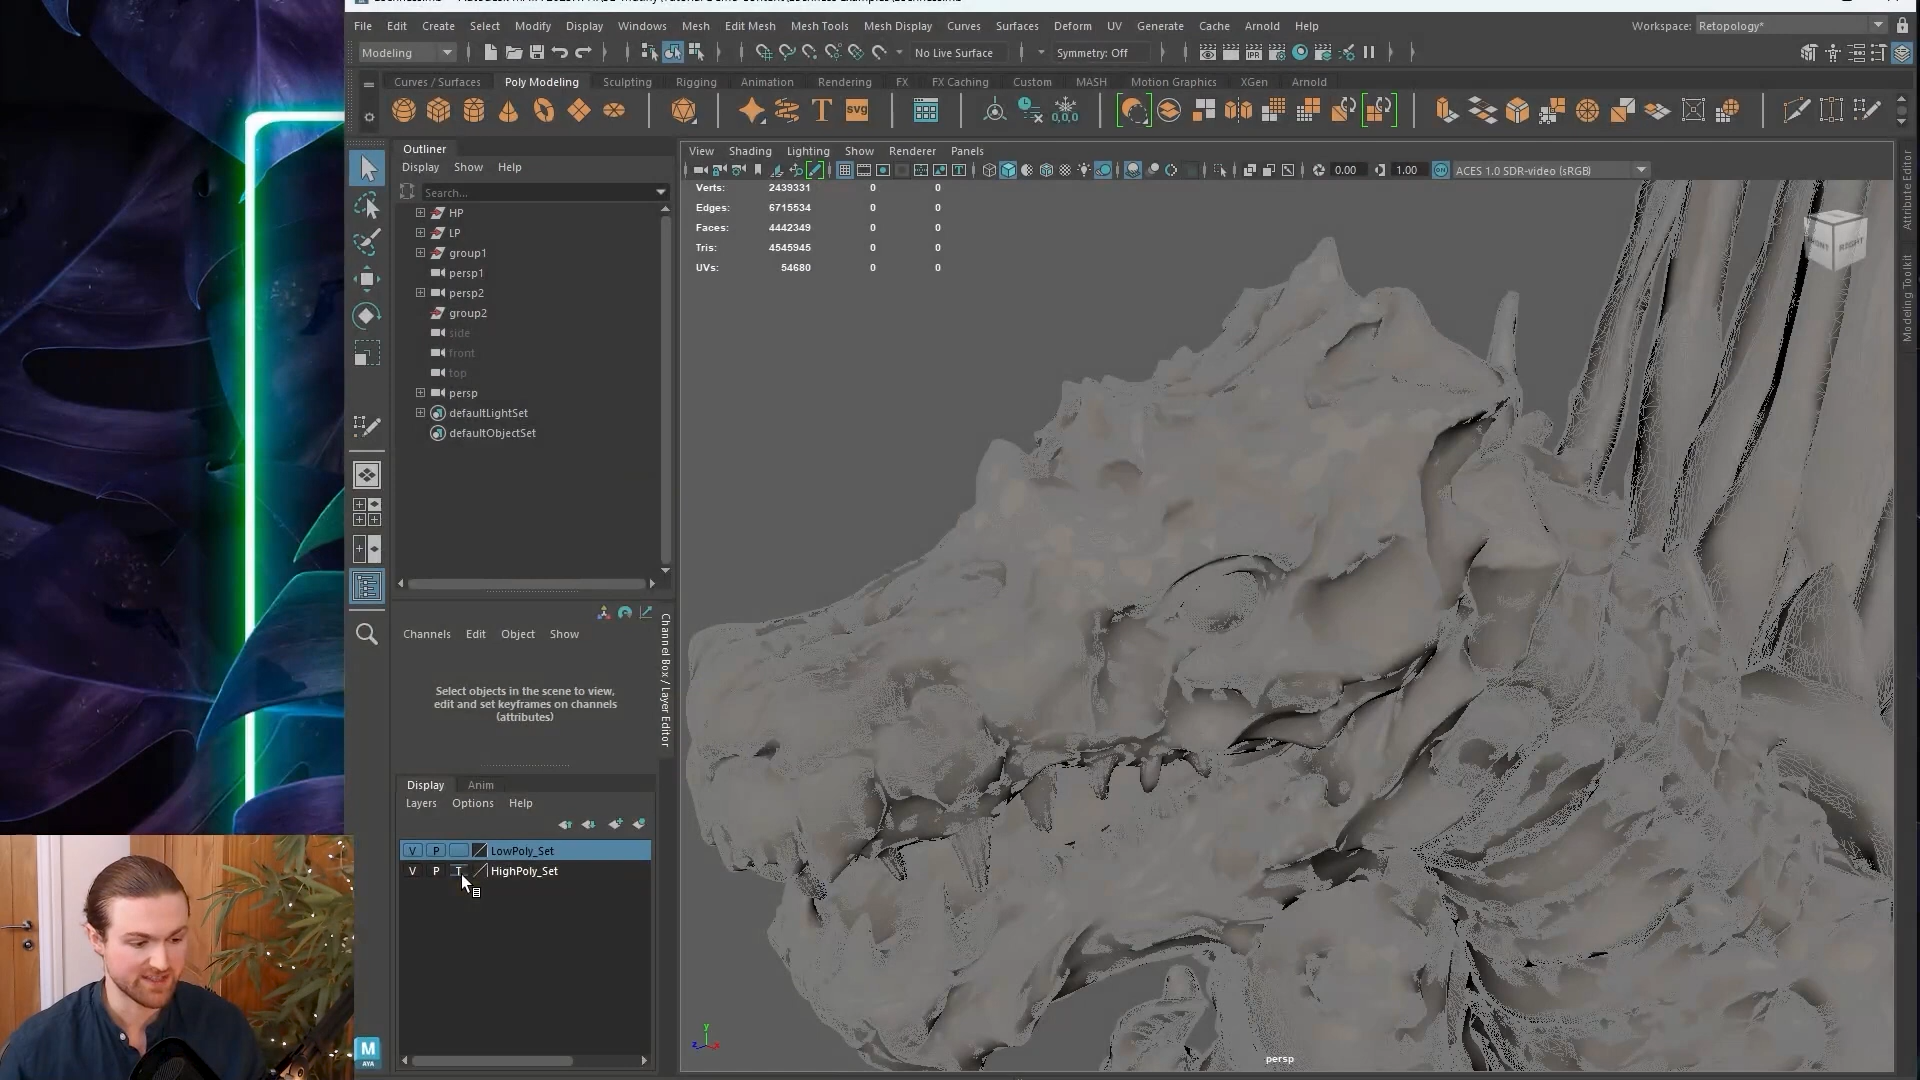 File Edit Create Select Modify Display Windows Mesh Edit Mesh Mesh Tools Mesh Display Curves Surfaces Deform UV Generate Cache Arnold Help Workspace: Retopology*
Modeling No Live Surface Symmetry: Off
Curves / Surfaces Poly Modeling Sculpting Rigging Animation Rendering FX FX Caching Custom MASH Motion Graphics XGen Arnold
T svg 0,0,0
Outliner
Display Show Help
Search...
HP
LP
group1
persp1
persp2
group2
side
front
top
persp
defaultLightSet
defaultObjectSet
Channels Edit Object Show
Select objects in the scene to view,
edit and set keyframes on channels
(attributes)
Channel Box / Layer Editor
Display Anim
Layers Options Help
V P LowPoly_Set
V P T HighPoly_Set
M
AYA
View Shading Lighting Show Renderer Panels
0.00 1.00 ACES 1.0 SDR-video (sRGB)
Verts: 2439331 0 0
Edges: 6715534 0 0
Faces: 4442349 0 0
Tris: 4545945 0 0
UVs: 54680 0 0
FRONT RIGHT
y
z x
persp
Attribute Editor
Modeling Toolkit